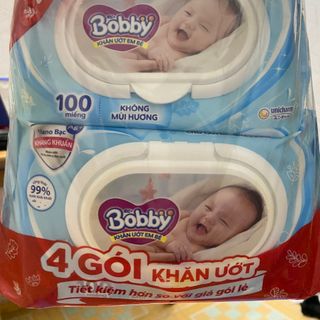 Bobby
KHĂN ƯỚT EM BÉ
100
miếng
KHÔNG
MÙI HƯƠNG
unicharm
Nano Bạc
KHÁNG KHUẨN
99%
Bobby
KHĂN ƯỚT EM BÉ
4 GÓI KHĂN ƯỚT
Tiết kiệm hơn so với giá gói lẻ